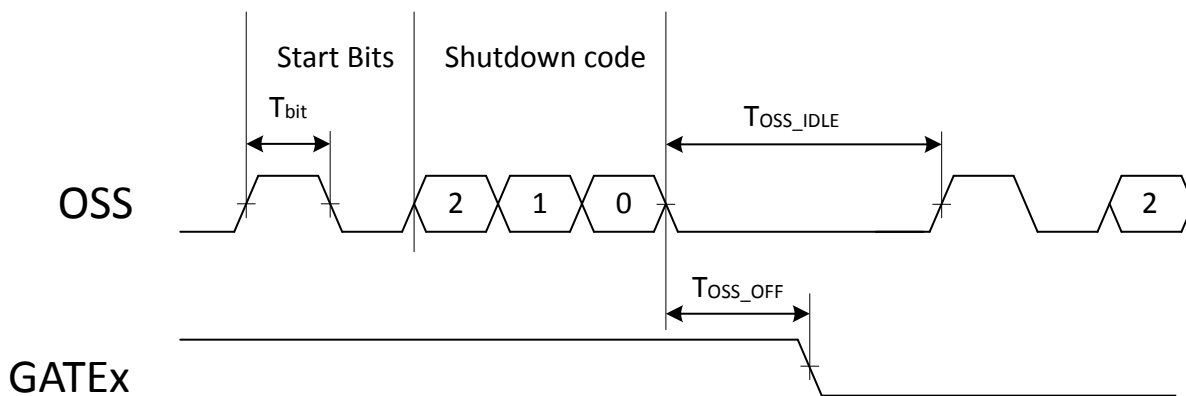 Start Bits
Shutdown code
Tbit
TOSS_IDLE
OSS
2
1
0
2
TOSS_OFF
GATEx